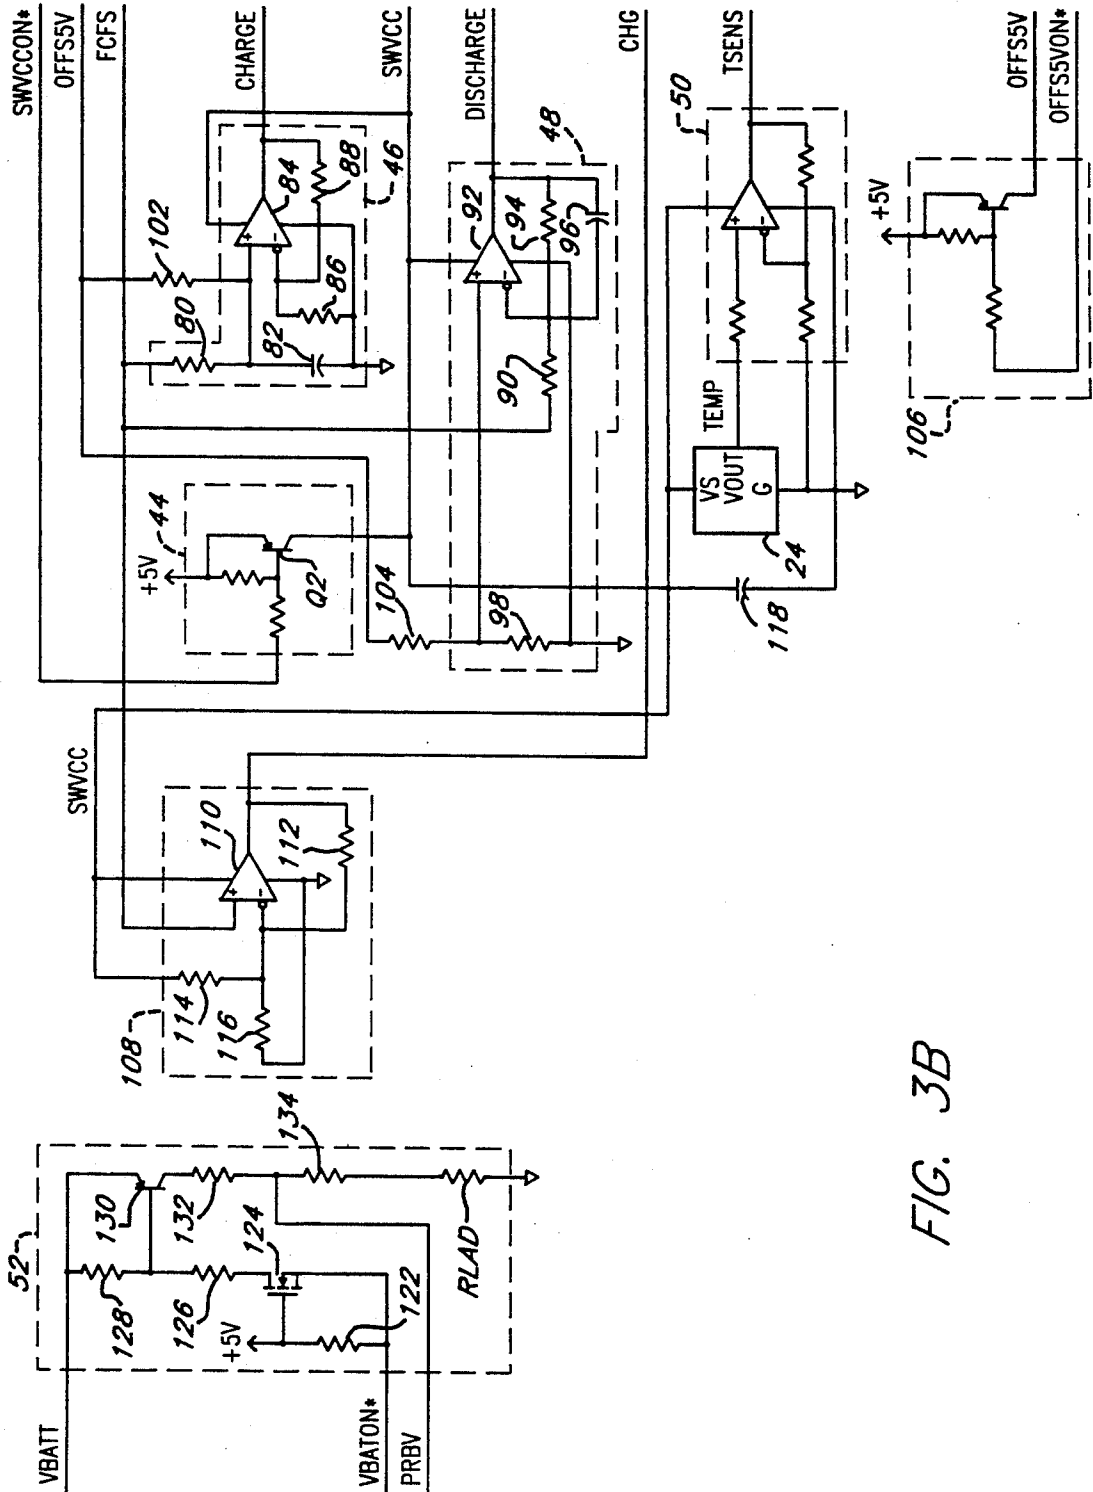 SWVCCON*
OFFS5V
FCFS
CHARGE
SWVCC
DISCHARGE
CHG
TSENS
OFFS5V
OFFS5VON*
102
80
82
84
86
88
46
+5V
44
Q2
104
98
90
92
94
96
48
50
TEMP
VS
VOUT
G
24
118
+5V
106
SWVCC
108
110
112
114
116
52
VBATT
128
130
126
132
124
+5V
122
134
RLAD
VBATON*
PRBV
+
-
+
-
+
-
+
-
FIG. 3B